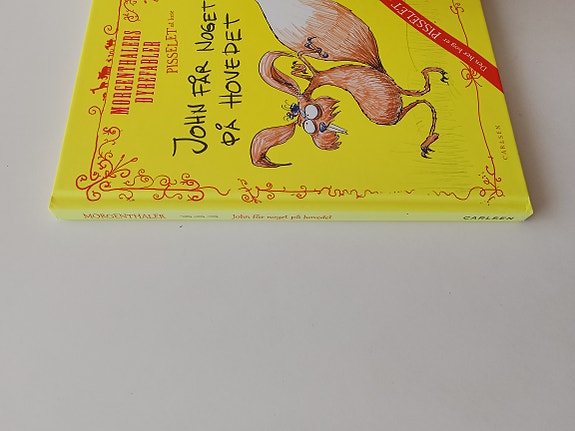 MORGENTHALERS
DYREFABLER
PISSELET at læse
JOHN FÅR NOGET
PÅ HOVEDET
Den her bog er PISSELET
CARLSEN
MORGENTHALER
John får noget på hovedet
CARLSEN